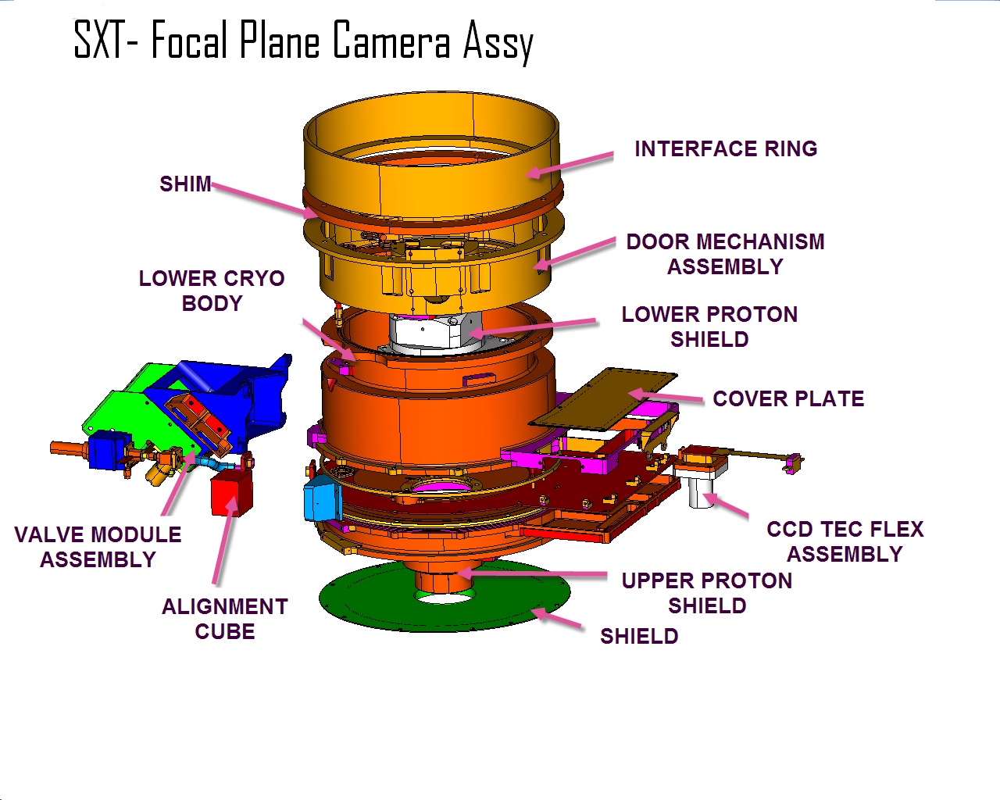 SXT- Focal Plane Camera Assy
INTERFACE RING
SHIM
DOOR MECHANISM
ASSEMBLY
LOWER CRYO
BODY
LOWER PROTON
SHIELD
COVER PLATE
CCD TEC FLEX
ASSEMBLY
VALVE MODULE
ASSEMBLY
UPPER PROTON
SHIELD
ALIGNMENT
CUBE
SHIELD